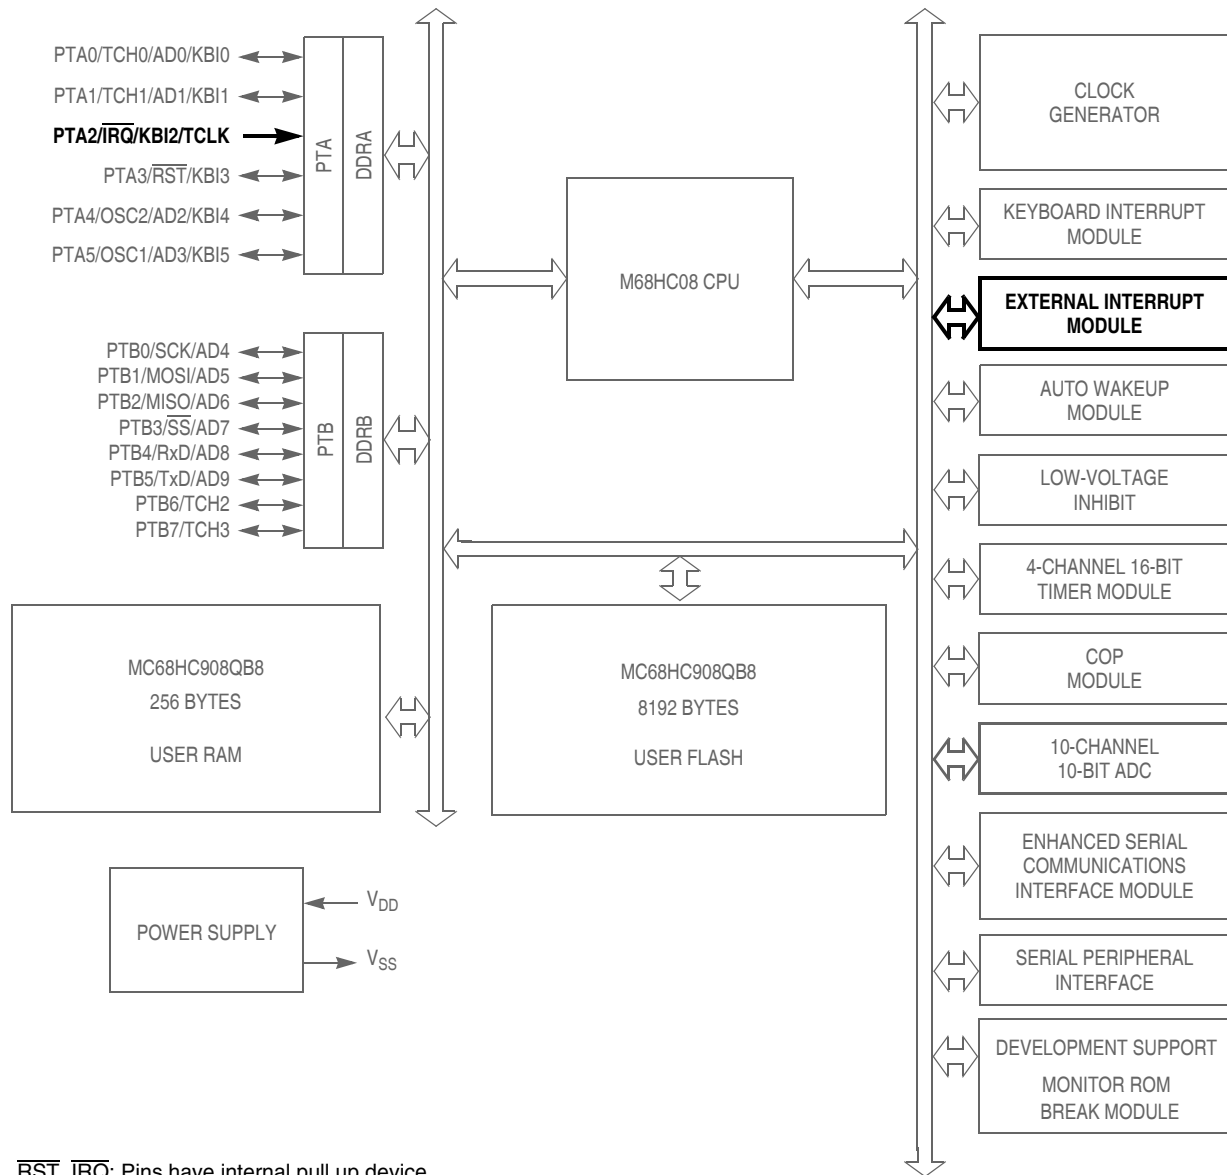 PTA0/TCH0/AD0/KBI0
PTA1/TCH1/AD1/KBI1
PTA2/I̅R̅Q̅/KBI2/TCLK
PTA3/R̅S̅T̅/KBI3
PTA4/OSC2/AD2/KBI4
PTA5/OSC1/AD3/KBI5
PTA
DDRA
PTB0/SCK/AD4
PTB1/MOSI/AD5
PTB2/MISO/AD6
PTB3/S̅S̅/AD7
PTB4/RxD/AD8
PTB5/TxD/AD9
PTB6/TCH2
PTB7/TCH3
PTB
DDRB
M68HC08 CPU
MC68HC908QB8
256 BYTES
USER RAM
MC68HC908QB8
8192 BYTES
USER FLASH
POWER SUPPLY
VDD
VSS
CLOCK
GENERATOR
KEYBOARD INTERRUPT
MODULE
EXTERNAL INTERRUPT
MODULE
AUTO WAKEUP
MODULE
LOW-VOLTAGE
INHIBIT
4-CHANNEL 16-BIT
TIMER MODULE
COP
MODULE
10-CHANNEL
10-BIT ADC
ENHANCED SERIAL
COMMUNICATIONS
INTERFACE MODULE
SERIAL PERIPHERAL
INTERFACE
DEVELOPMENT SUPPORT
MONITOR ROM
BREAK MODULE
R̅S̅T̅, I̅R̅Q̅: Pins have internal pull up device